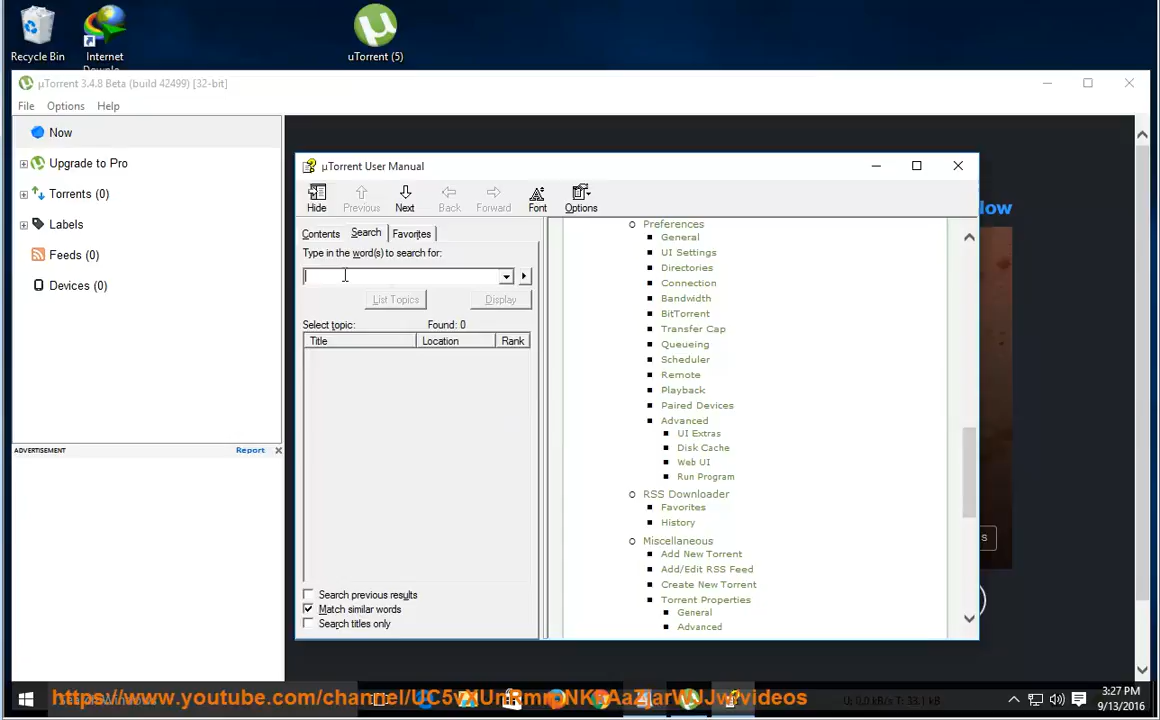 Recycle Bin
Internet
uTorrent (5)
µTorrent 3.4.8 Beta (build 42499) [32-bit]
File Options Help
Now
Upgrade to Pro
Torrents (0)
Labels
Feeds (0)
Devices (0)
ADVERTISEMENT Report
µTorrent User Manual
Hide Previous Next Back Forward Font Options
Contents Search Favorites
Type in the word(s) to search for:
List Topics Display
Select topic: Found: 0
Title Location Rank
Search previous results
Match similar words
Search titles only
Preferences
General
UI Settings
Directories
Connection
Bandwidth
BitTorrent
Transfer Cap
Queueing
Scheduler
Remote
Playback
Paired Devices
Advanced
UI Extras
Disk Cache
Web UI
Run Program
RSS Downloader
Favorites
History
Miscellaneous
Add New Torrent
Add/Edit RSS Feed
Create New Torrent
Torrent Properties
General
Advanced
low
S
3:27 PM
9/13/2016